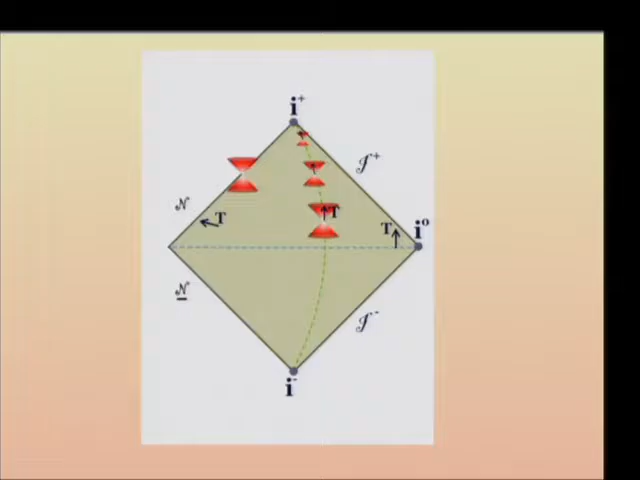 i⁺
𝒥⁺
𝒩
T
T
T
i⁰
𝒩
𝒥⁻
i⁻